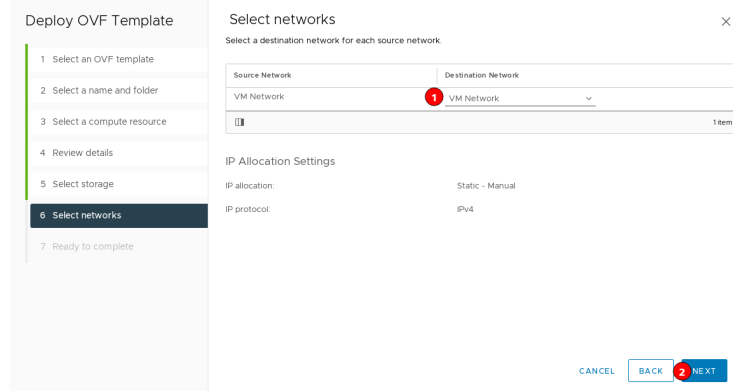 Deploy OVF Template
1 Select an OVF template
2 Select a name and folder
3 Select a compute resource
4 Review details
5 Select storage
6 Select networks
7 Ready to complete
Select networks
Select a destination network for each source network.
Source Network Destination Network
VM Network 1 VM Network
1 item
IP Allocation Settings
IP allocation: Static - Manual
IP protocol: IPv4
CANCEL BACK 2 NEXT